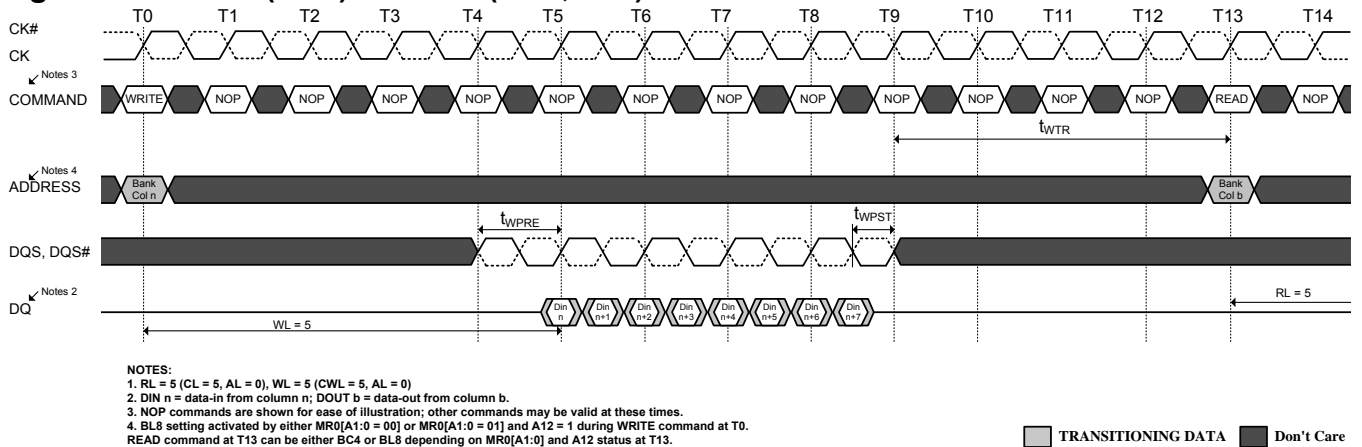 T0 T1 T2 T3 T4 T5 T6 T7 T8 T9 T10 T11 T12 T13 T14
CK#
CK
Notes 3
COMMAND WRITE NOP NOP NOP NOP NOP NOP NOP NOP NOP NOP NOP NOP READ NOP
tWTR
Notes 4
ADDRESS
Bank Col n
Bank Col b
tWPRE tWPST
DQS, DQS#
Notes 2
DQ
Din n
Din n+1
Din n+2
Din n+3
Din n+4
Din n+5
Din n+6
Din n+7
RL = 5
WL = 5
NOTES:
1. RL = 5 (CL = 5, AL = 0), WL = 5 (CWL = 5, AL = 0)
2. DIN n = data-in from column n; DOUT b = data-out from column b.
3. NOP commands are shown for ease of illustration; other commands may be valid at these times.
4. BL8 setting activated by either MR0[A1:0 = 00] or MR0[A1:0 = 01] and A12 = 1 during WRITE command at T0.
READ command at T13 can be either BC4 or BL8 depending on MR0[A1:0] and A12 status at T13.
TRANSITIONING DATA Don't Care